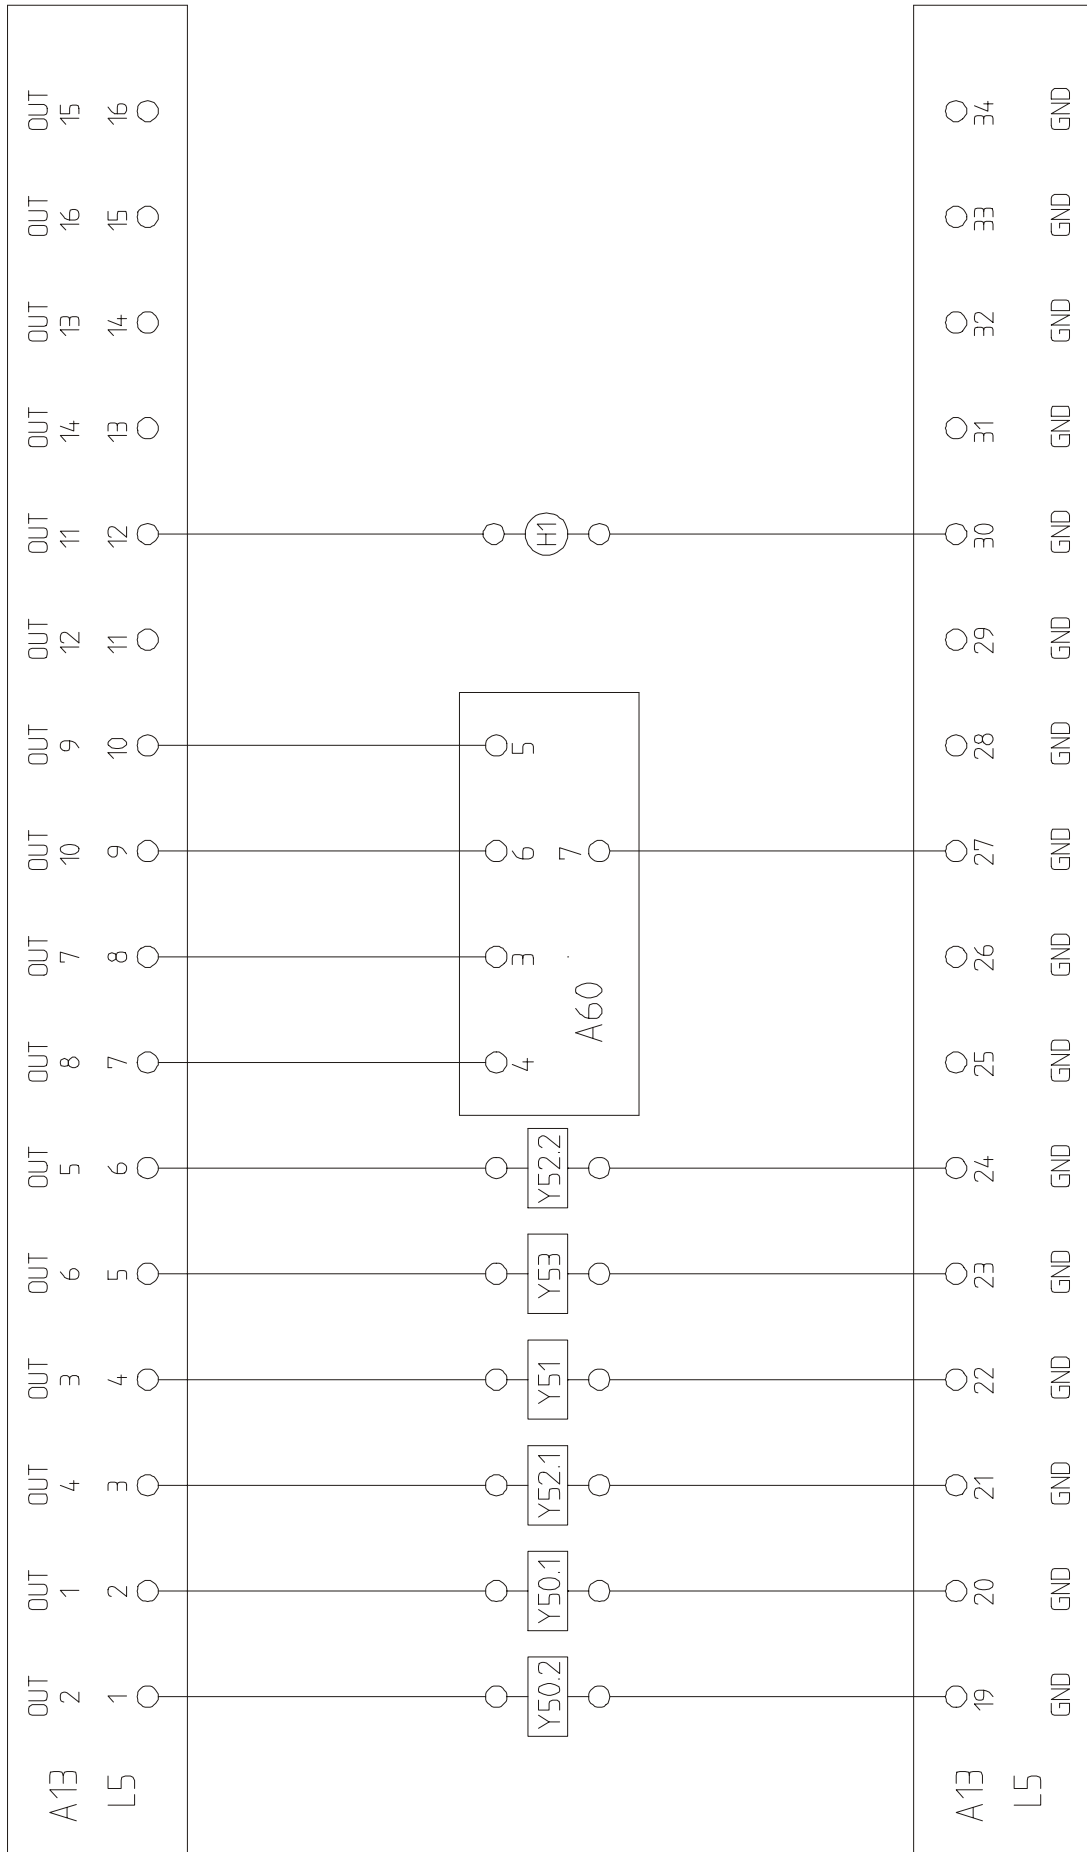 OUT OUT OUT OUT OUT OUT OUT OUT OUT OUT OUT OUT OUT OUT OUT OUT
A13 2 1 4 3 6 5 8 7 10 9 12 11 14 13 16 15
L5 1 2 3 4 5 6 7 8 9 10 11 12 13 14 15 16
4 3 6 5
Y50.2 Y50.1 Y52.1 Y51 Y53 Y52.2 H1
A60 7
A13 19 20 21 22 23 24 25 26 27 28 29 30 31 32 33 34
L5
GND GND GND GND GND GND GND GND GND GND GND GND GND GND GND GND